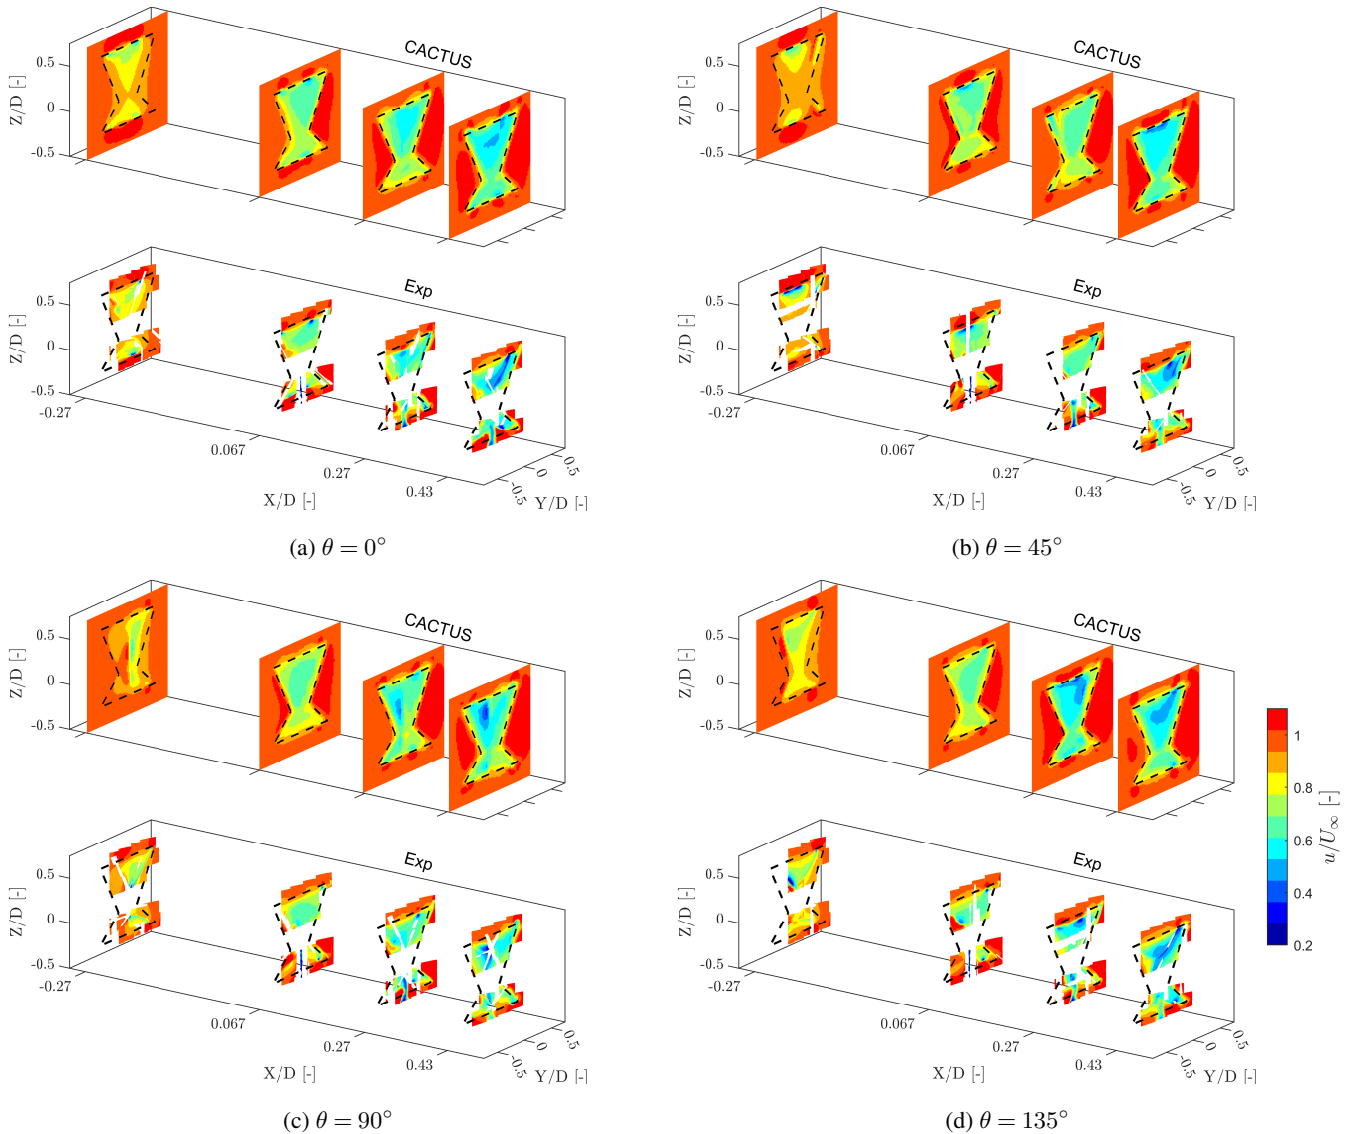 CACTUS
Z/D [-]
0.5
0
-0.5
Exp
Z/D [-]
0.5
0
-0.5
-0.27
0.067
0.27
0.43
X/D [-]
-0.5
0
0.5
Y/D [-]
(a) θ = 0°
CACTUS
Z/D [-]
0.5
0
-0.5
Exp
Z/D [-]
0.5
0
-0.5
-0.27
0.067
0.27
0.43
X/D [-]
-0.5
0
0.5
Y/D [-]
(b) θ = 45°
CACTUS
Z/D [-]
0.5
0
-0.5
Exp
Z/D [-]
0.5
0
-0.5
-0.27
0.067
0.27
0.43
X/D [-]
-0.5
0
0.5
Y/D [-]
(c) θ = 90°
CACTUS
Z/D [-]
0.5
0
-0.5
Exp
Z/D [-]
0.5
0
-0.5
-0.27
0.067
0.27
0.43
X/D [-]
-0.5
0
0.5
Y/D [-]
(d) θ = 135°
1
0.8
0.6
0.4
0.2
u/U∞ [-]